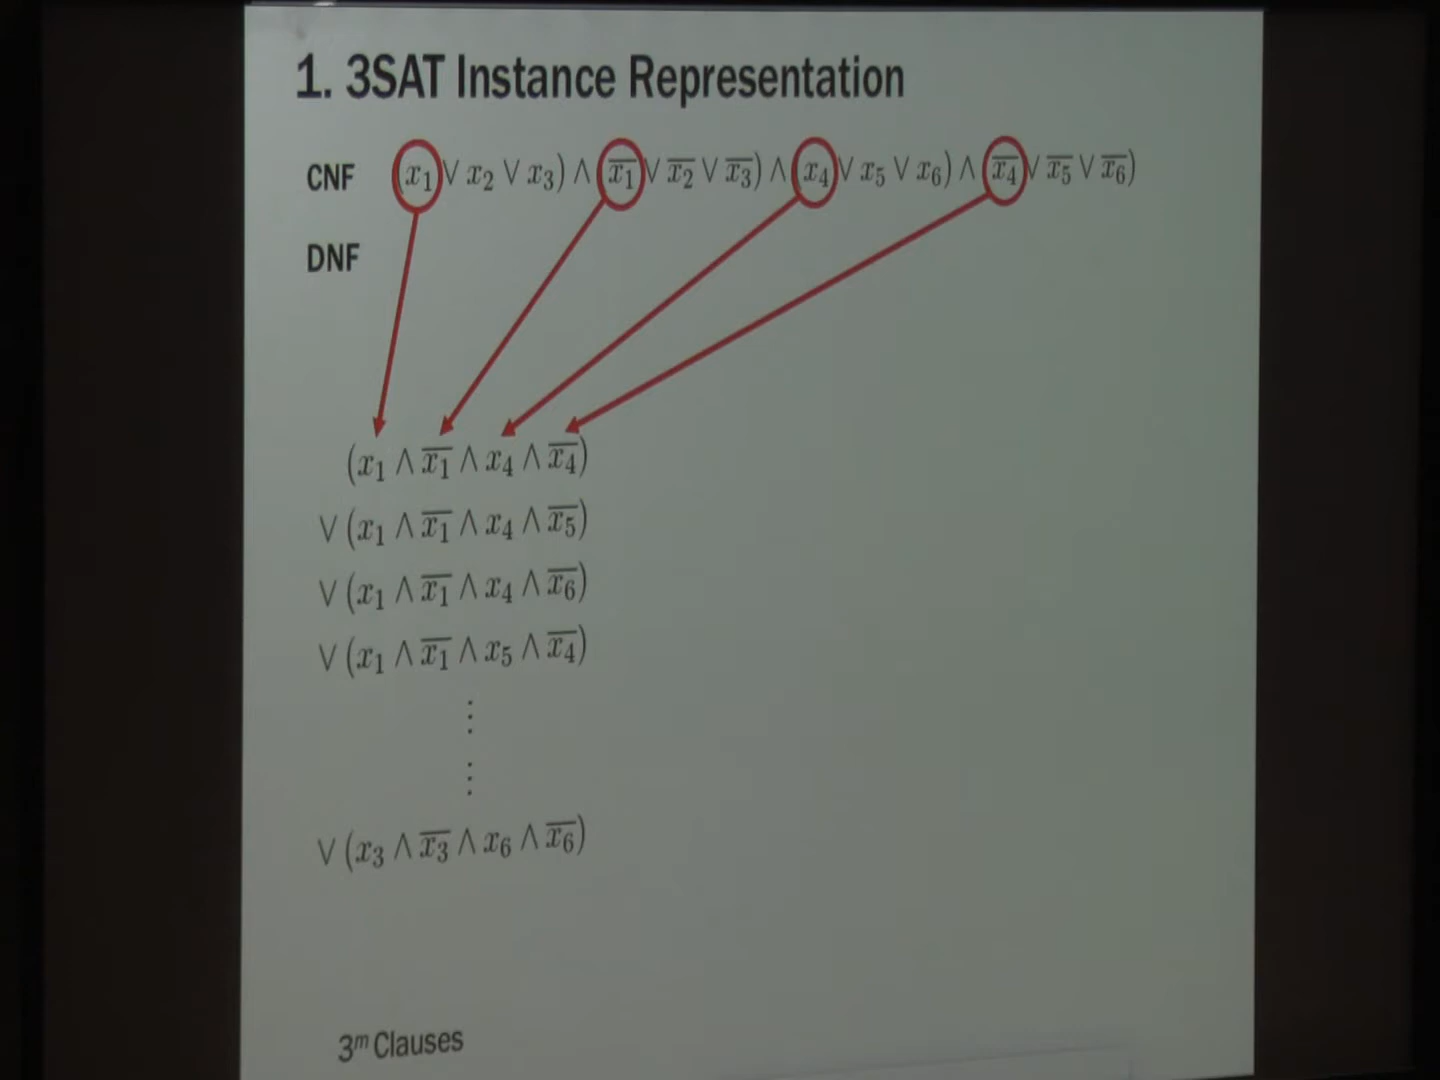 1. 3SAT Instance Representation
CNF (x₁ ∨ x₂ ∨ x₃) ∧ (x̅₁ ∨ x̅₂ ∨ x̅₃) ∧ (x₄ ∨ x₅ ∨ x₆) ∧ (x̅₄ ∨ x̅₅ ∨ x̅₆)
DNF
(x₁ ∧ x̅₁ ∧ x₄ ∧ x̅₄)
∨ (x₁ ∧ x̅₁ ∧ x₄ ∧ x̅₅)
∨ (x₁ ∧ x̅₁ ∧ x₄ ∧ x̅₆)
∨ (x₁ ∧ x̅₁ ∧ x₅ ∧ x̅₄)
⋮
⋮
∨ (x₃ ∧ x̅₃ ∧ x₆ ∧ x̅₆)
3ᵐ Clauses